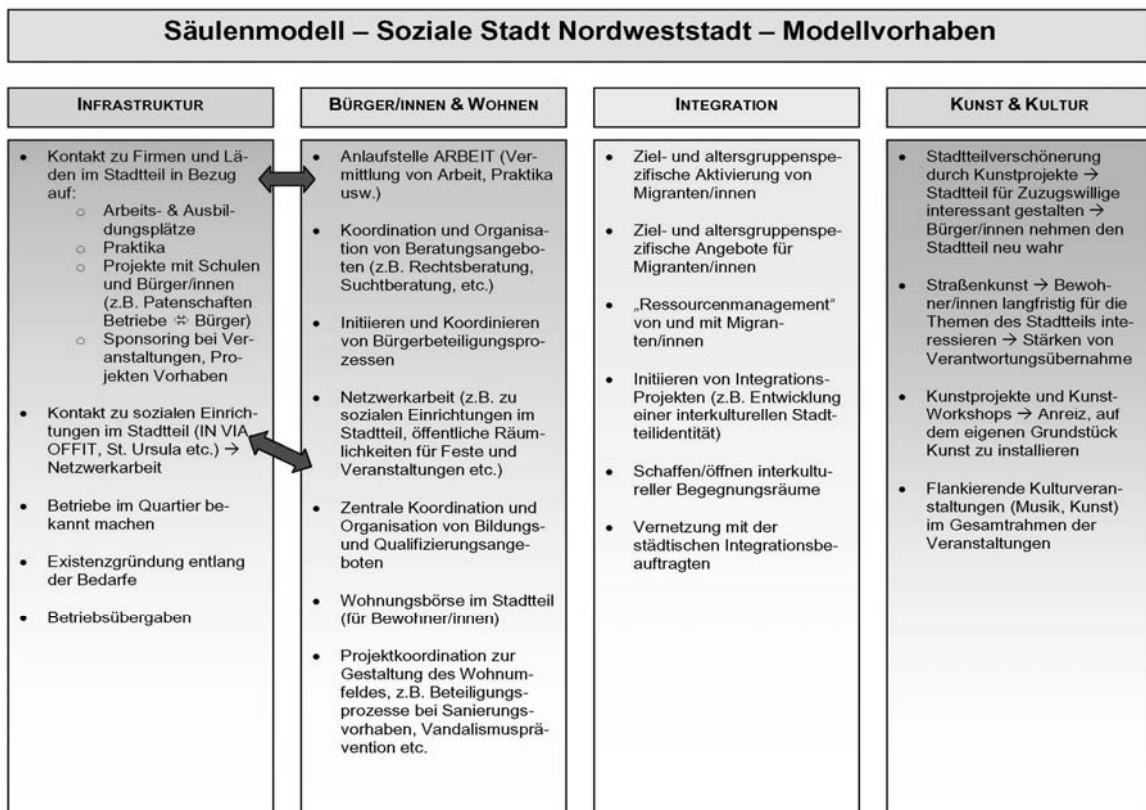 Säulenmodell – Soziale Stadt Nordweststadt – Modellvorhaben
INFRASTRUKTUR
• Kontakt zu Firmen und Lä-
den im Stadtteil in Bezug
auf:
○ Arbeits- & Ausbil-
dungsplätze
○ Praktika
○ Projekte mit Schulen
und Bürger/innen
(z.B. Patenschaften
Betriebe ⇔ Bürger)
○ Sponsoring bei Ver-
anstaltungen, Pro-
jekten Vorhaben
• Kontakt zu sozialen Einrich-
tungen im Stadtteil (IN VIA
OFFIT, St. Ursula etc.) →
Netzwerkarbeit
• Betriebe im Quartier be-
kannt machen
• Existenzgründung entlang
der Bedarfe
• Betriebsübergaben
BÜRGER/INNEN & WOHNEN
• Anlaufstelle ARBEIT (Ver-
mittlung von Arbeit, Praktika
usw.)
• Koordination und Organisa-
tion von Beratungsangebo-
ten (z.B. Rechtsberatung,
Suchtberatung, etc.)
• Initiieren und Koordinieren
von Bürgerbeteiligungspro-
zessen
• Netzwerkarbeit (z.B. zu
sozialen Einrichtungen im
Stadtteil, öffentliche Räum-
lichkeiten für Feste und
Veranstaltungen etc.)
• Zentrale Koordination und
Organisation von Bildungs-
und Qualifizierungsange-
boten
• Wohnungsbörse im Stadtteil
(für Bewohner/innen)
• Projektkoordination zur
Gestaltung des Wohnum-
feldes, z.B. Beteiligungs-
prozesse bei Sanierungs-
vorhaben, Vandalismusprä-
vention etc.
INTEGRATION
• Ziel- und altersgruppenspe-
zifische Aktivierung von
Migranten/innen
• Ziel- und altersgruppenspe-
zifische Angebote für
Migranten/innen
• „Ressourcenmanagement“
von und mit Migran-
ten/innen
• Initiieren von Integrations-
Projekten (z.B. Entwicklung
einer interkulturellen Stadt-
teilidentität)
• Schaffen/öffnen interkultu-
reller Begegnungsräume
• Vernetzung mit der
städtischen Integrationsbe-
auftragten
KUNST & KULTUR
• Stadtteilverschönerung
durch Kunstprojekte →
Stadtteil für Zuzugswillige
interessant gestalten →
Bürger/innen nehmen den
Stadtteil neu wahr
• Straßenkunst → Bewoh-
ner/innen langfristig für die
Themen des Stadtteils inte-
ressieren → Stärken von
Verantwortungsübernahme
• Kunstprojekte und Kunst-
Workshops → Anreiz, auf
dem eigenen Grundstück
Kunst zu installieren
• Flankierende Kulturveran-
staltungen (Musik, Kunst)
im Gesamtrahmen der
Veranstaltungen